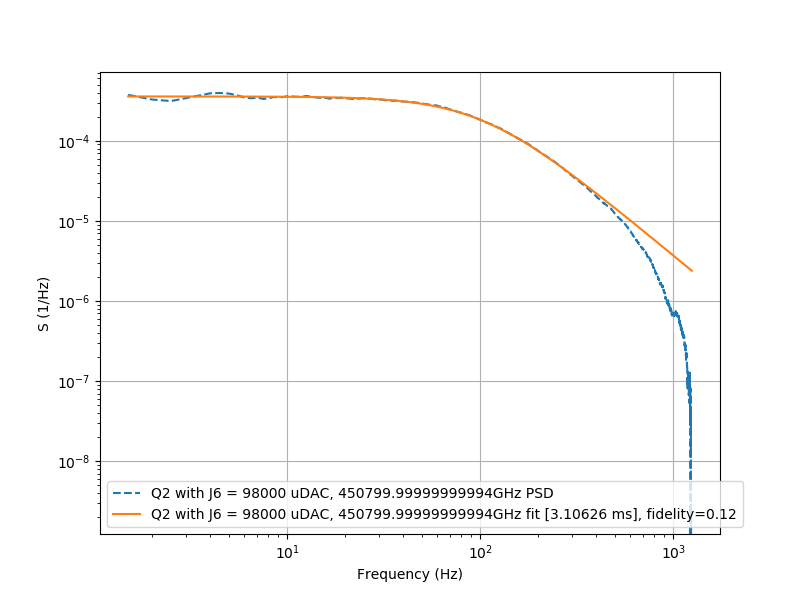 S (1/Hz)
10⁻⁴
10⁻⁵
10⁻⁶
10⁻⁷
10⁻⁸
Q2 with J6 = 98000 uDAC, 450799.99999999994GHz PSD
Q2 with J6 = 98000 uDAC, 450799.99999999994GHz fit [3.10626 ms], fidelity=0.12
10¹ 10² 10³
Frequency (Hz)